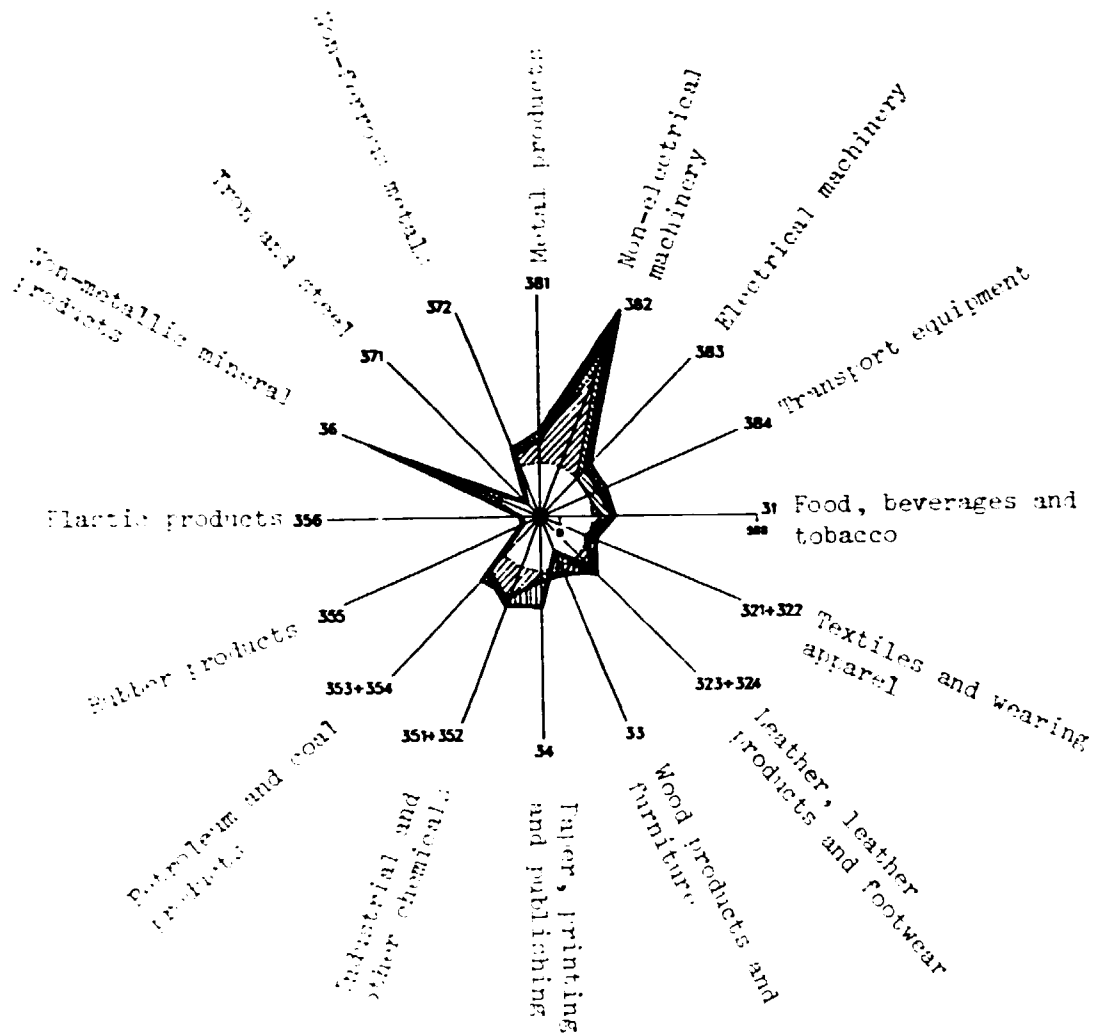 Metal products
381
Non-electrical
machinery
382
Electrical machinery
383
Transport equipment
384
Food, beverages and
tobacco
31
Textiles and wearing
apparel
321+322
Leather, leather
products and footwear
323+324
Wood products and
furniture
33
Paper, printing
and publishing
34
Industrial and
other chemicals
351+352
Petroleum and coal
products
353+354
Rubber products
355
Plastic products
356
Non-metallic mineral
products
36
Iron and steel
371
Non-ferrous metals
372